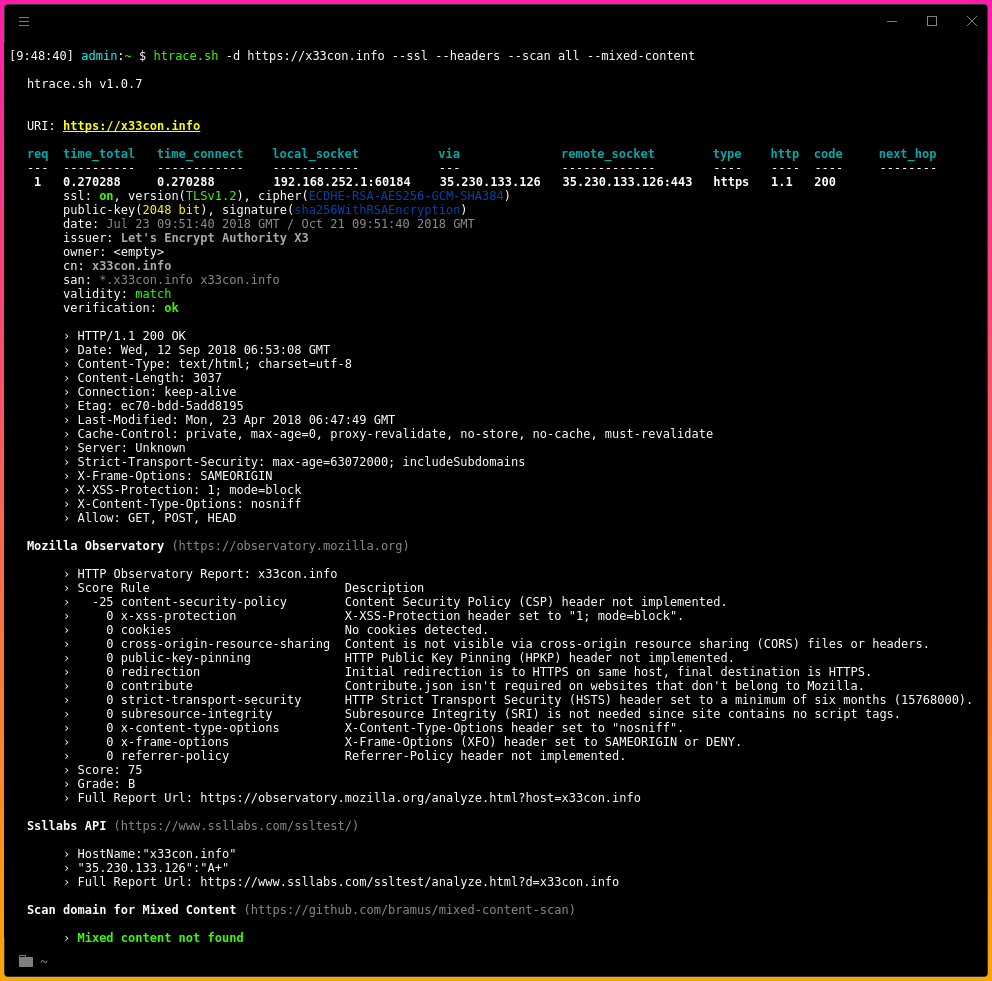 [9:48:40] admin:~ $ htrace.sh -d https://x33con.info --ssl --headers --scan all --mixed-content
htrace.sh v1.0.7
URI: https://x33con.info
req  time_total   time_connect    local_socket           via              remote_socket        type    http  code     next_hop
---  ----------   ------------    ------------           ---              -------------        ----    ----  ----     --------
1   0.270288     0.270288        192.168.252.1:60184    35.230.133.126   35.230.133.126:443   https   1.1   200
ssl: on, version(TLSv1.2), cipher(ECDHE-RSA-AES256-GCM-SHA384)
public-key(2048 bit), signature(sha256WithRSAEncryption)
date: Jul 23 09:51:40 2018 GMT / Oct 21 09:51:40 2018 GMT
issuer: Let's Encrypt Authority X3
owner: <empty>
cn: x33con.info
san: *.x33con.info x33con.info
validity: match
verification: ok
› HTTP/1.1 200 OK
› Date: Wed, 12 Sep 2018 06:53:08 GMT
› Content-Type: text/html; charset=utf-8
› Content-Length: 3037
› Connection: keep-alive
› Etag: ec70-bdd-5add8195
› Last-Modified: Mon, 23 Apr 2018 06:47:49 GMT
› Cache-Control: private, max-age=0, proxy-revalidate, no-store, no-cache, must-revalidate
› Server: Unknown
› Strict-Transport-Security: max-age=63072000; includeSubdomains
› X-Frame-Options: SAMEORIGIN
› X-XSS-Protection: 1; mode=block
› X-Content-Type-Options: nosniff
› Allow: GET, POST, HEAD
Mozilla Observatory (https://observatory.mozilla.org)
› HTTP Observatory Report: x33con.info
› Score Rule                           Description
›   -25 content-security-policy        Content Security Policy (CSP) header not implemented.
›     0 x-xss-protection               X-XSS-Protection header set to "1; mode=block".
›     0 cookies                        No cookies detected.
›     0 cross-origin-resource-sharing  Content is not visible via cross-origin resource sharing (CORS) files or headers.
›     0 public-key-pinning             HTTP Public Key Pinning (HPKP) header not implemented.
›     0 redirection                    Initial redirection is to HTTPS on same host, final destination is HTTPS.
›     0 contribute                     Contribute.json isn't required on websites that don't belong to Mozilla.
›     0 strict-transport-security      HTTP Strict Transport Security (HSTS) header set to a minimum of six months (15768000).
›     0 subresource-integrity          Subresource Integrity (SRI) is not needed since site contains no script tags.
›     0 x-content-type-options         X-Content-Type-Options header set to "nosniff".
›     0 x-frame-options                X-Frame-Options (XFO) header set to SAMEORIGIN or DENY.
›     0 referrer-policy                Referrer-Policy header not implemented.
› Score: 75
› Grade: B
› Full Report Url: https://observatory.mozilla.org/analyze.html?host=x33con.info
Ssllabs API (https://www.ssllabs.com/ssltest/)
› HostName:"x33con.info"
› "35.230.133.126":"A+"
› Full Report Url: https://www.ssllabs.com/ssltest/analyze.html?d=x33con.info
Scan domain for Mixed Content (https://github.com/bramus/mixed-content-scan)
› Mixed content not found
~